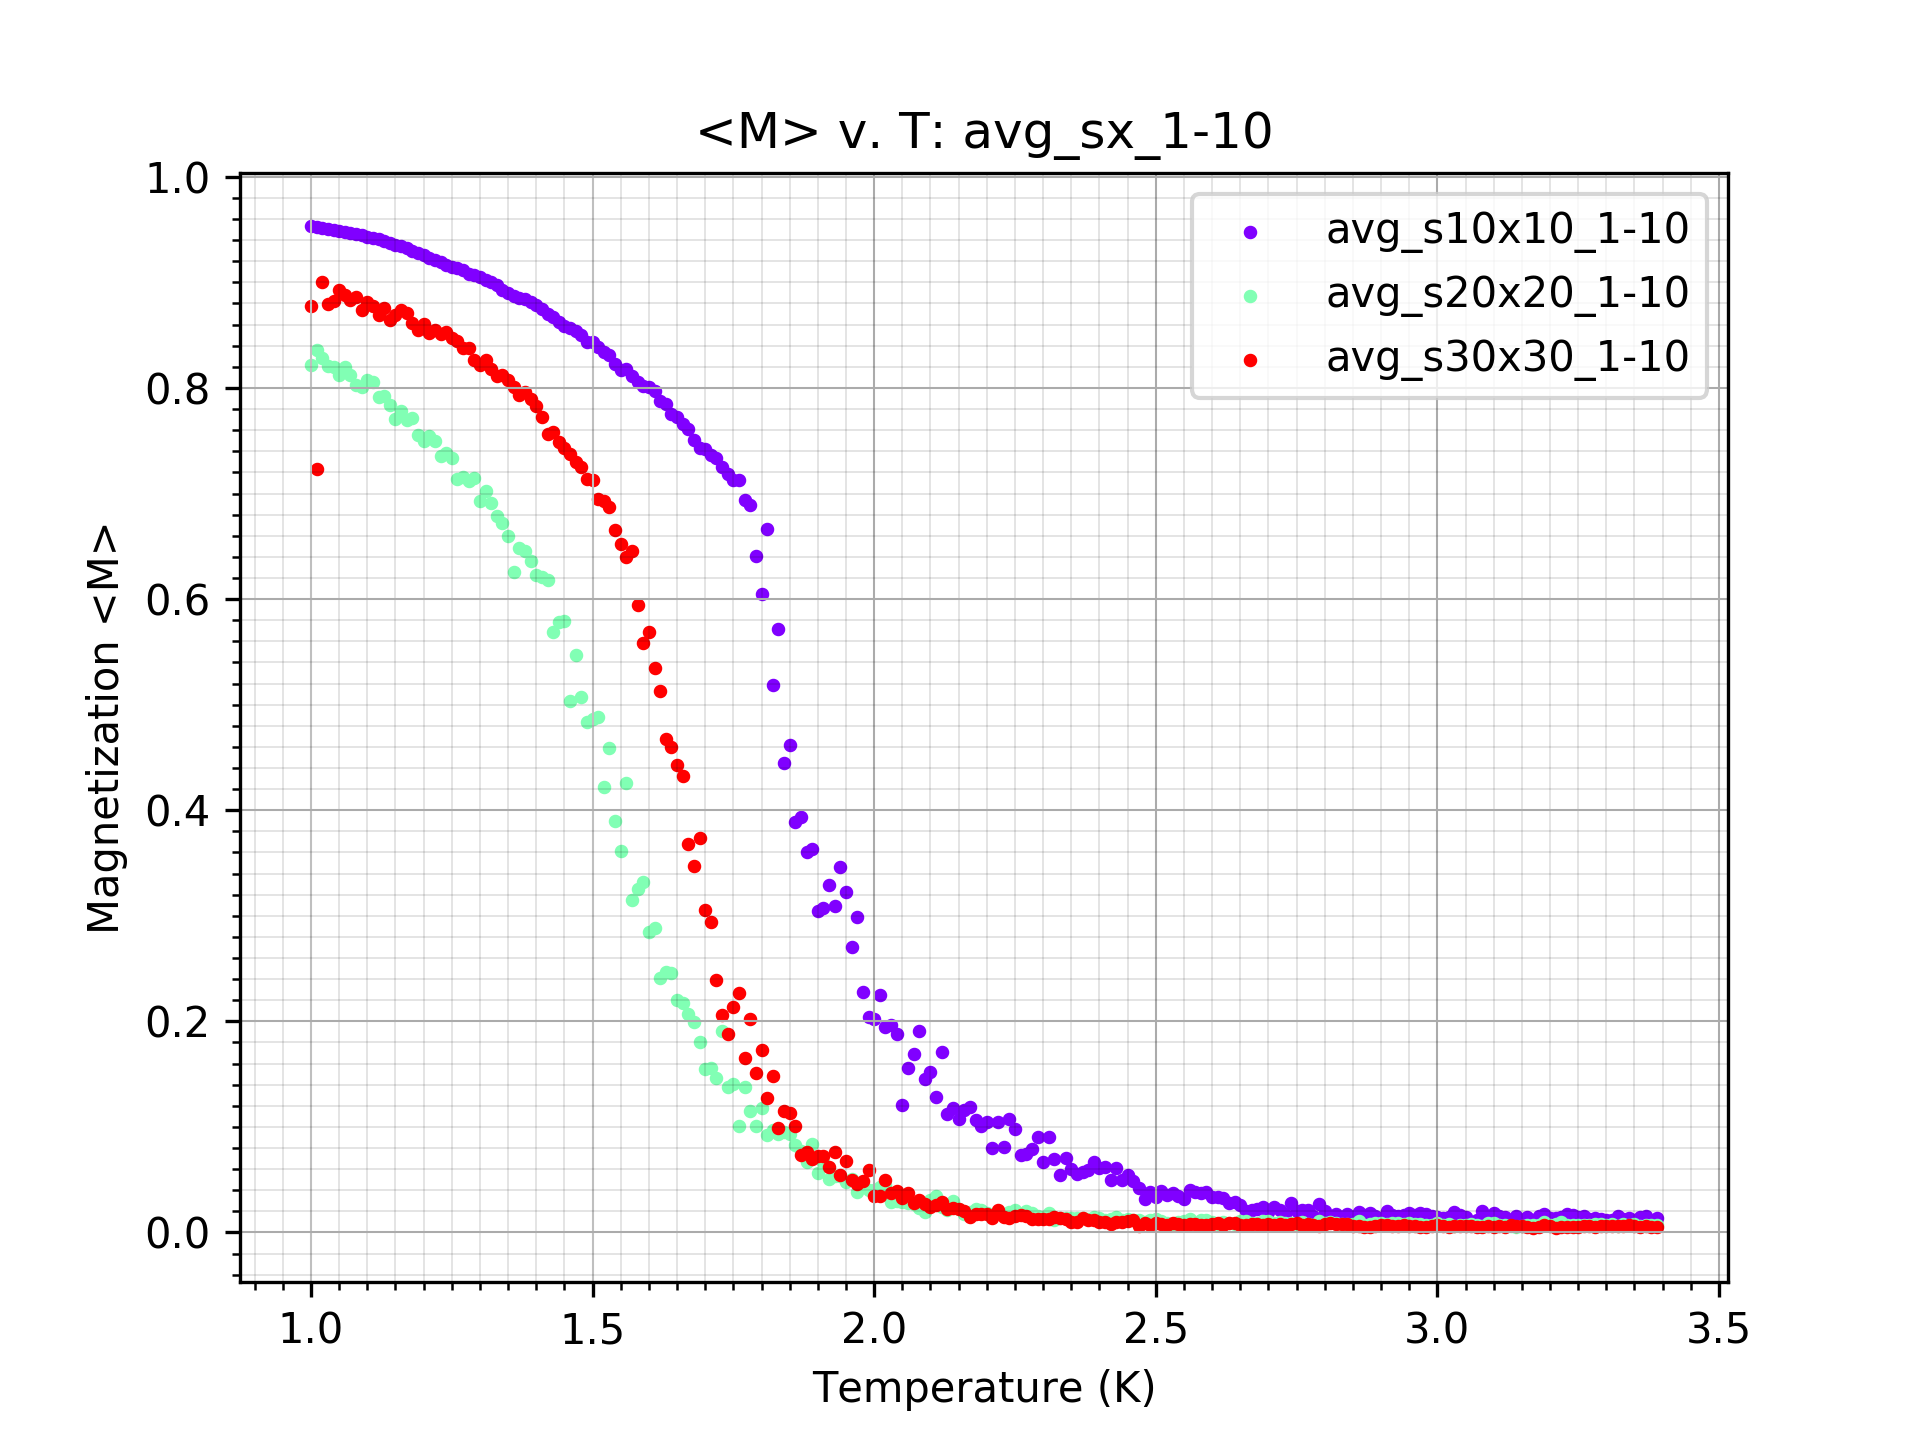 <M> v. T: avg_sx_1-10
avg_s10x10_1-10
avg_s20x20_1-10
avg_s30x30_1-10
Magnetization <M>
1.0
0.8
0.6
0.4
0.2
0.0
1.0 1.5 2.0 2.5 3.0 3.5
Temperature (K)